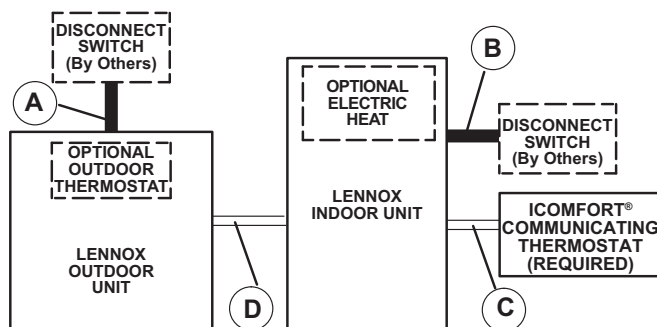 DISCONNECT
SWITCH
(By Others)
A
OPTIONAL
OUTDOOR
THERMOSTAT
LENNOX
OUTDOOR
UNIT
D
OPTIONAL
ELECTRIC
HEAT
LENNOX
INDOOR UNIT
B
DISCONNECT
SWITCH
(By Others)
ICOMFORT®
COMMUNICATING
THERMOSTAT
(REQUIRED)
C